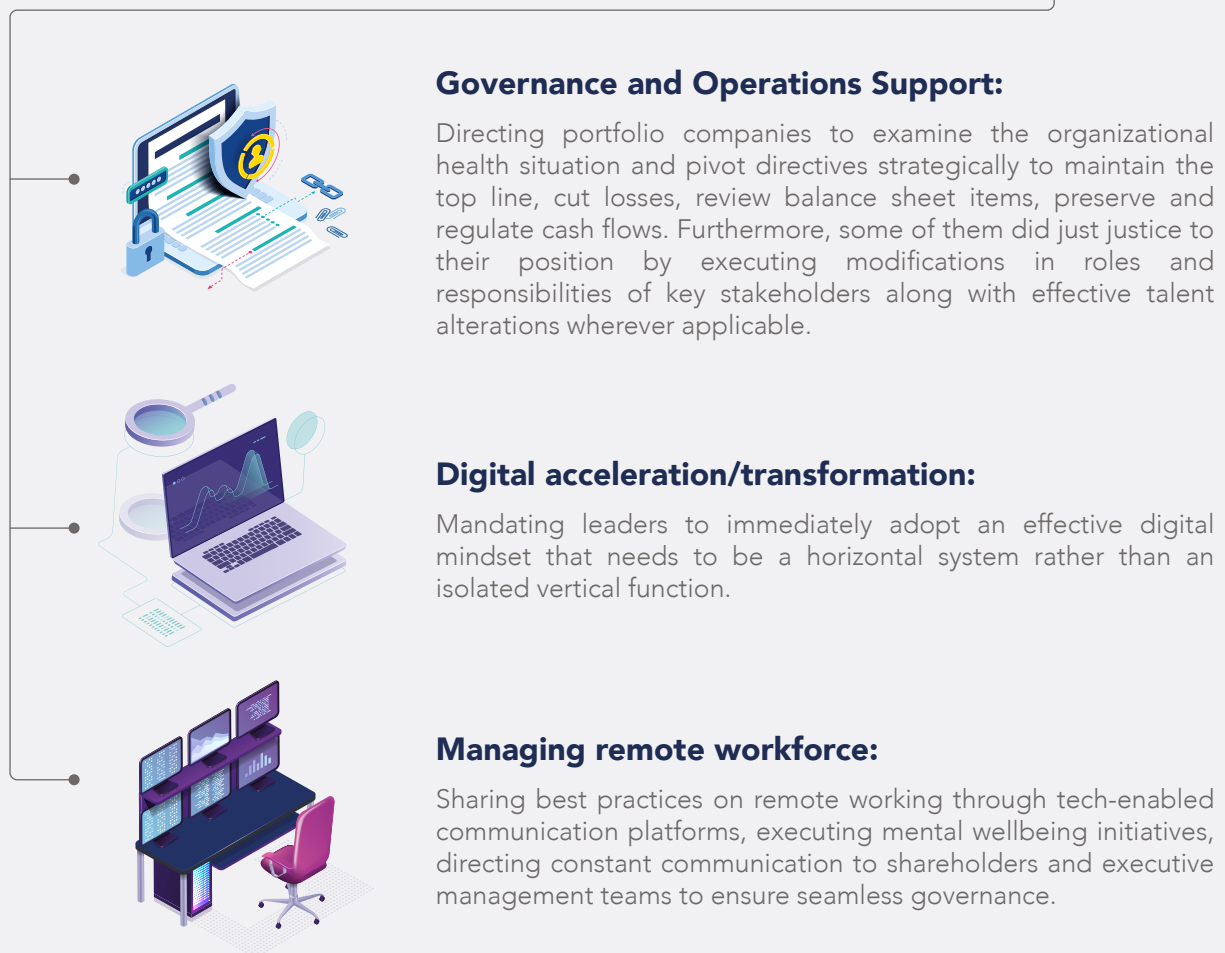 Governance and Operations Support:
Directing portfolio companies to examine the organizational
health situation and pivot directives strategically to maintain the
top line, cut losses, review balance sheet items, preserve and
regulate cash flows. Furthermore, some of them did just justice to
their position by executing modifications in roles and
responsibilities of key stakeholders along with effective talent
alterations wherever applicable.
Digital acceleration/transformation:
Mandating leaders to immediately adopt an effective digital
mindset that needs to be a horizontal system rather than an
isolated vertical function.
Managing remote workforce:
Sharing best practices on remote working through tech-enabled
communication platforms, executing mental wellbeing initiatives,
directing constant communication to shareholders and executive
management teams to ensure seamless governance.